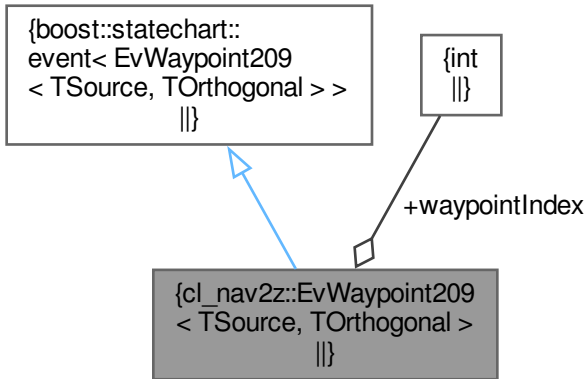 {boost::statechart::
event< EvWaypoint209
< TSource, TOrthogonal > >
||}
{int
||}
+waypointIndex
{cl_nav2z::EvWaypoint209
< TSource, TOrthogonal >
||}